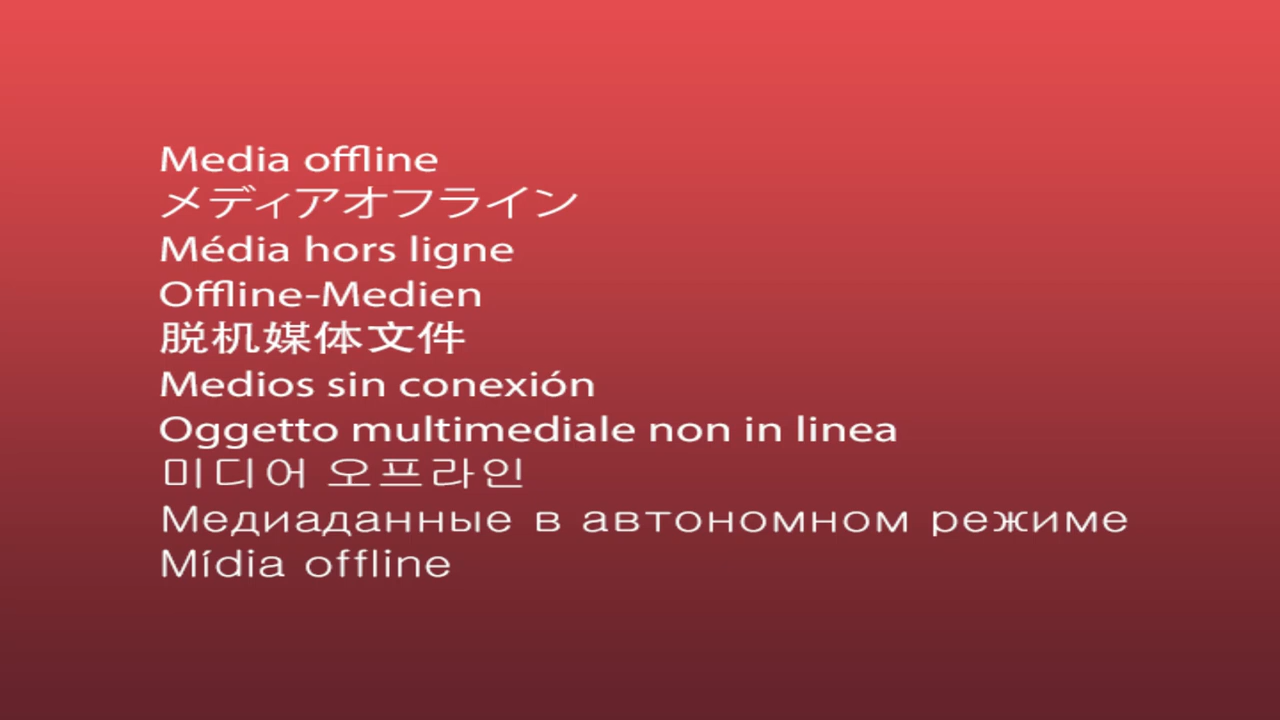 Media offline
メディアオフライン
Média hors ligne
Offline-Medien
脱机媒体文件
Medios sin conexión
Oggetto multimediale non in linea
미디어 오프라인
Медиаданные в автономном режиме
Mídia offline